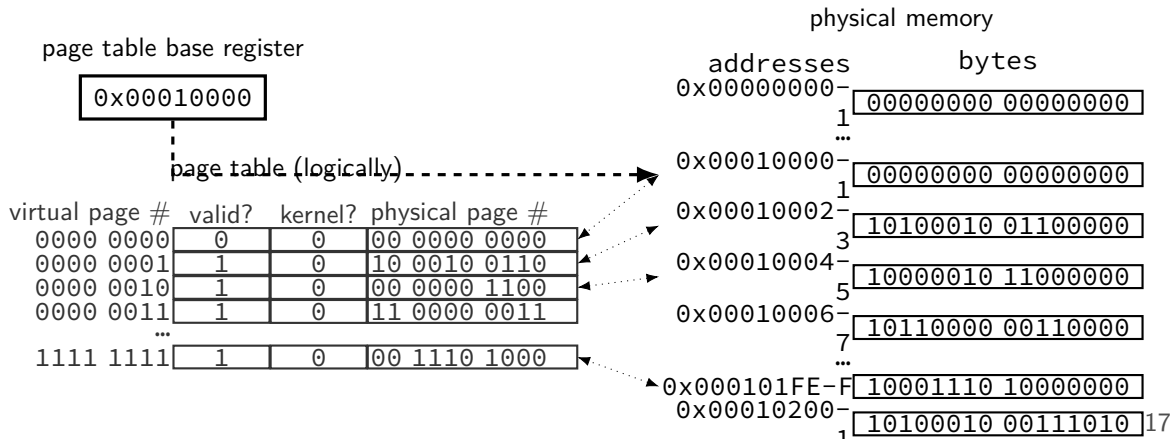 physical memory
page table base register
addresses bytes
0x00010000
0x00000000-
1 00000000 00000000
…
page table (logically)
0x00010000-
1 00000000 00000000
virtual page # valid? kernel? physical page #
0x00010002-
3 10100010 01100000
0000 0000 0 0 00 0000 0000
0000 0001 1 0 10 0010 0110
0000 0010 1 0 00 0000 1100
0000 0011 1 0 11 0000 0011
…
1111 1111 1 0 00 1110 1000
0x00010004-
5 10000010 11000000
0x00010006-
7 10110000 00110000
…
0x000101FE-F 10001110 10000000
0x00010200-
1 10100010 00111010
17